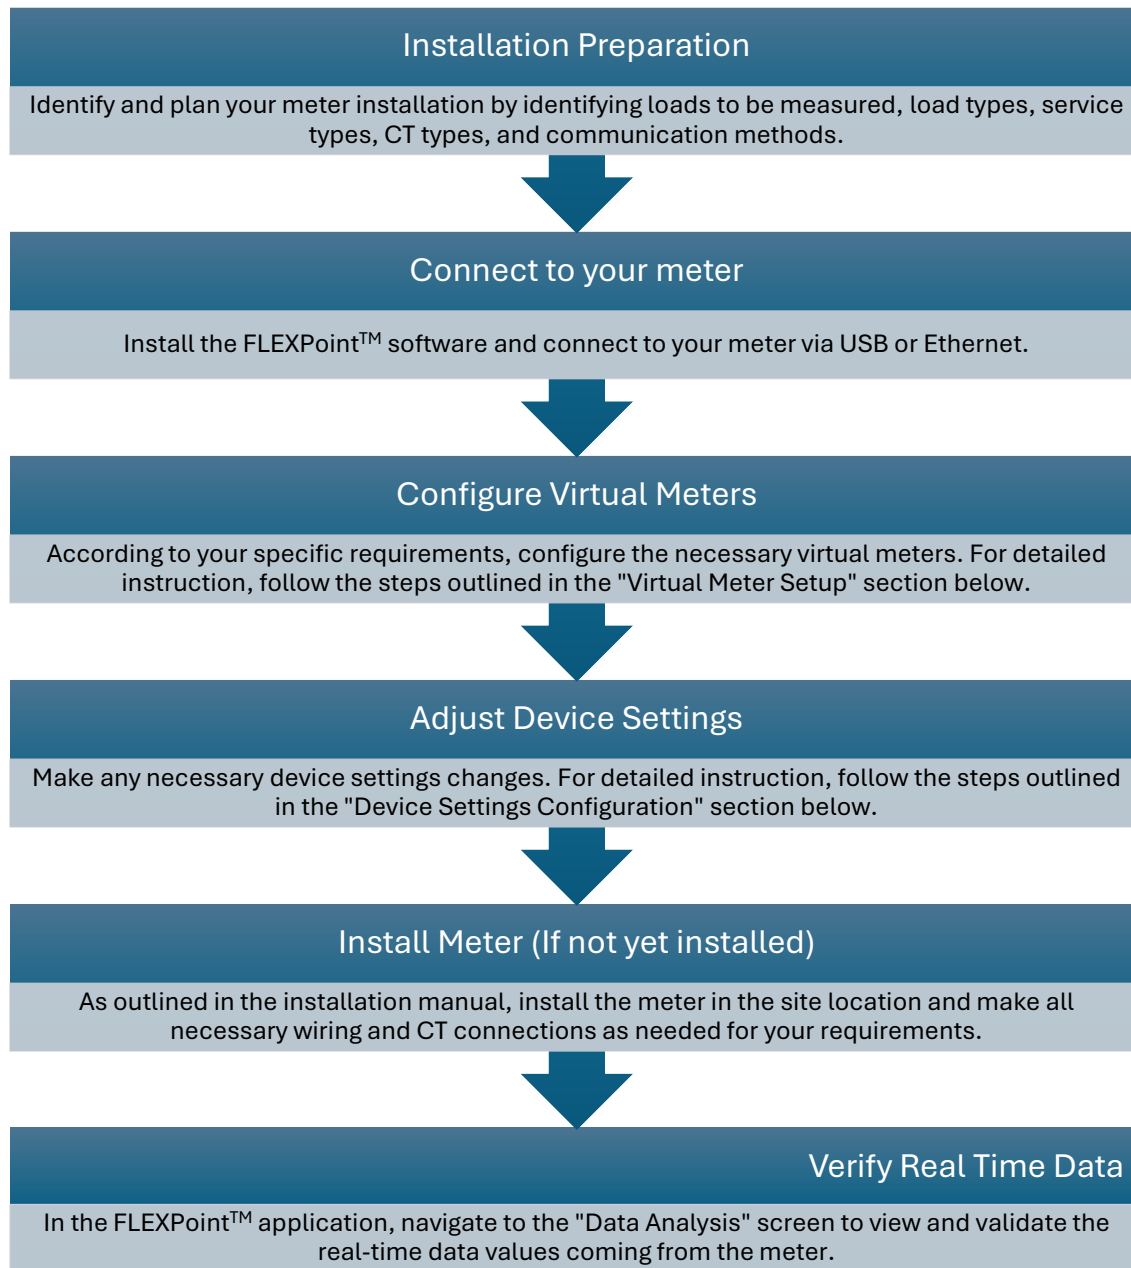 Installation Preparation
Identify and plan your meter installation by identifying loads to be measured, load types, service
types, CT types, and communication methods.
Connect to your meter
Install the FLEXPoint™ software and connect to your meter via USB or Ethernet.
Configure Virtual Meters
According to your specific requirements, configure the necessary virtual meters. For detailed
instruction, follow the steps outlined in the "Virtual Meter Setup" section below.
Adjust Device Settings
Make any necessary device settings changes. For detailed instruction, follow the steps outlined
in the "Device Settings Configuration" section below.
Install Meter (If not yet installed)
As outlined in the installation manual, install the meter in the site location and make all
necessary wiring and CT connections as needed for your requirements.
Verify Real Time Data
In the FLEXPoint™ application, navigate to the "Data Analysis" screen to view and validate the
real-time data values coming from the meter.